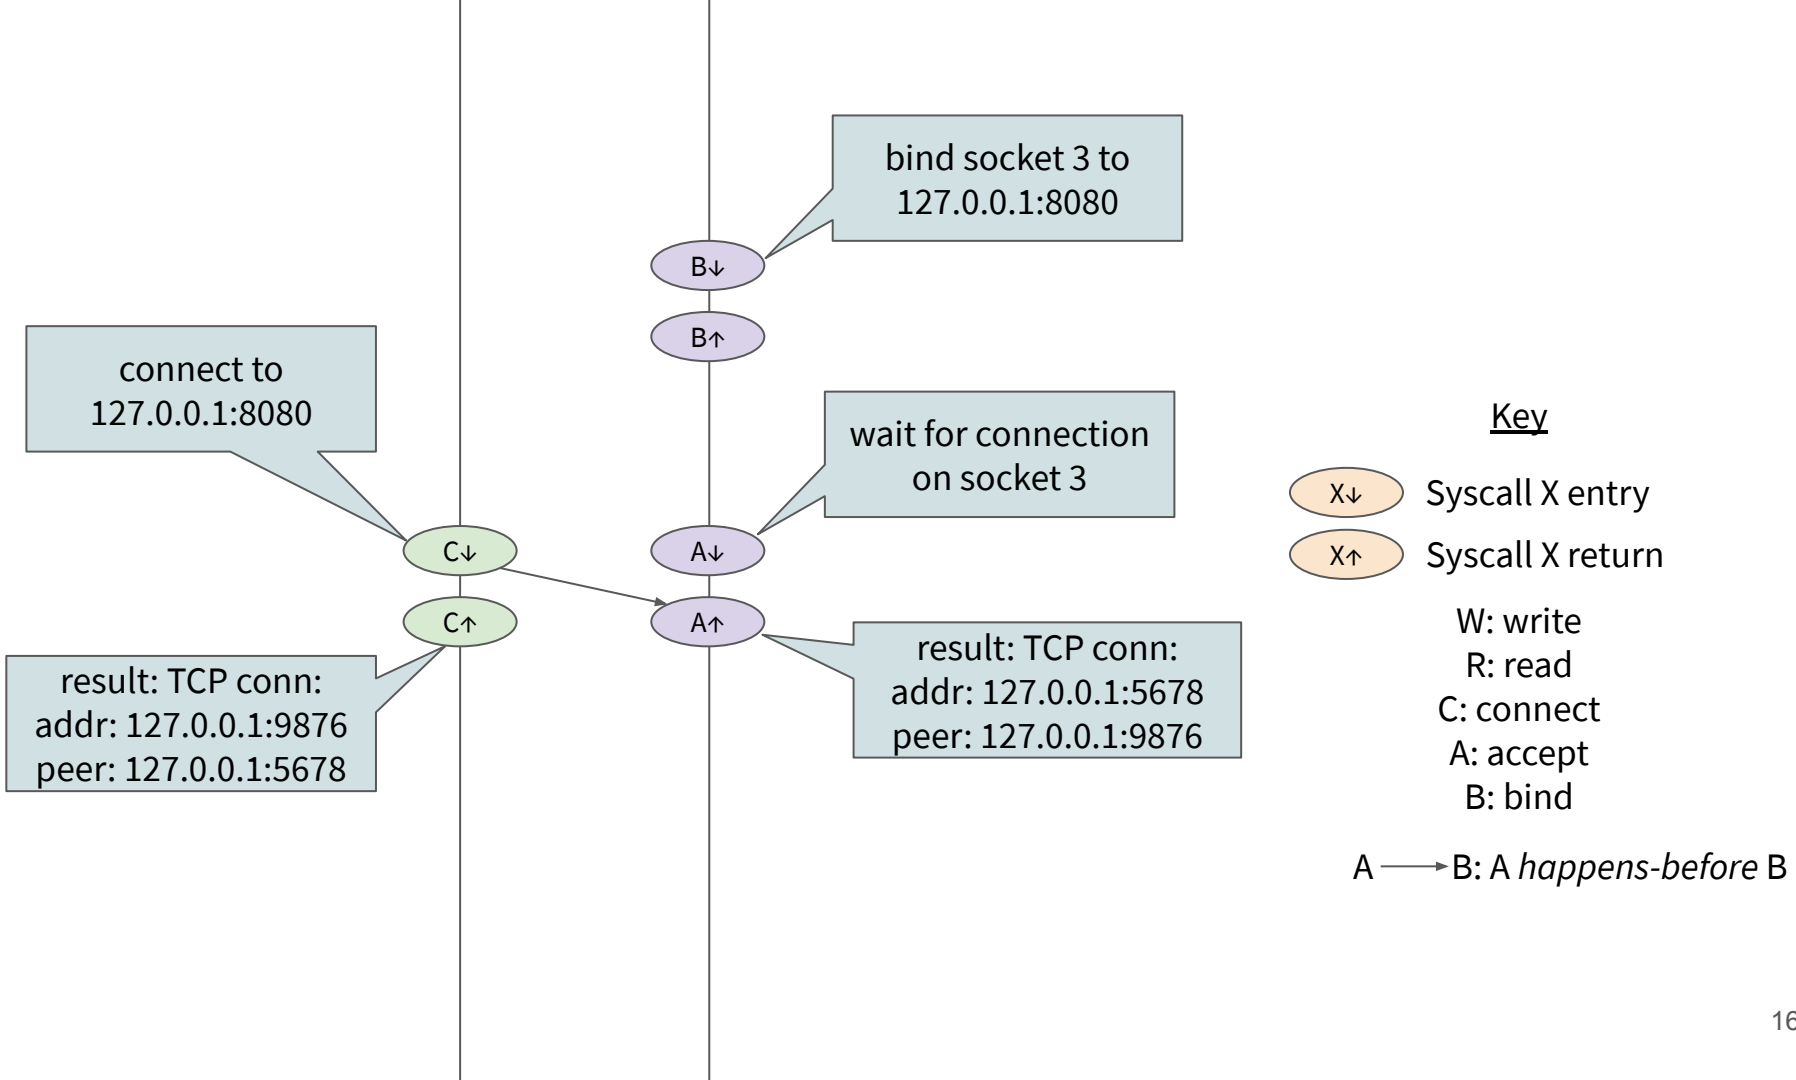 bind socket 3 to
127.0.0.1:8080
B↓
B↑
connect to
127.0.0.1:8080
wait for connection
on socket 3
C↓
A↓
C↑
A↑
result: TCP conn:
addr: 127.0.0.1:9876
peer: 127.0.0.1:5678
result: TCP conn:
addr: 127.0.0.1:5678
peer: 127.0.0.1:9876
Key
X↓ Syscall X entry
X↑ Syscall X return
W: write
R: read
C: connect
A: accept
B: bind
A → B: A happens-before B
16